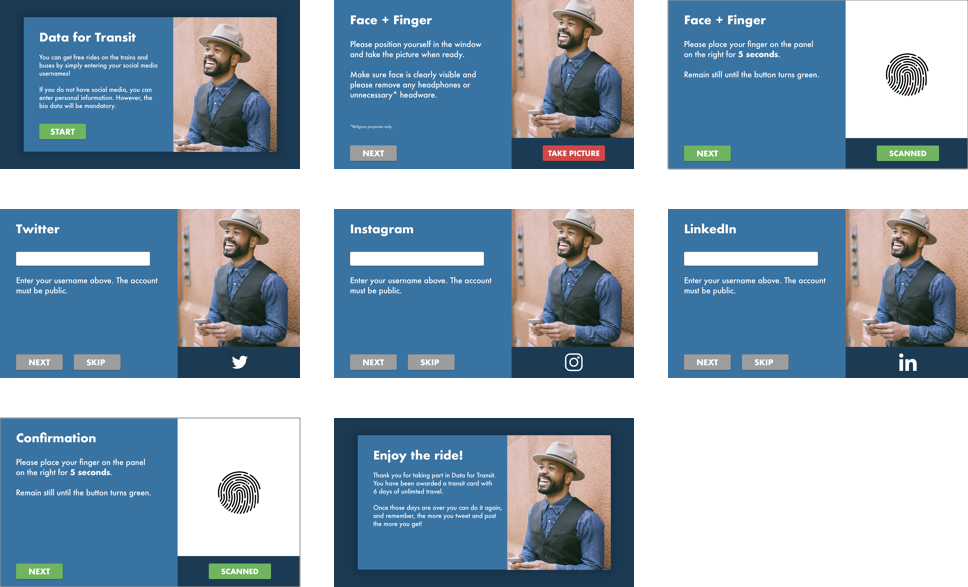 Data for Transit
You can get free rides on the trains and
buses by simply entering your social media
usernames!
If you do not have social media, you can
enter personal information. However, the
bio data will be mandatory.
START
Face + Finger
Please position yourself in the window
and take the picture when ready.
Make sure face is clearly visible and
please remove any headphones or
unnecessary* headware.
*Religious purposes only
NEXT
TAKE PICTURE
Face + Finger
Please place your finger on the panel
on the right for 5 seconds.
Remain still until the button turns green.
NEXT
SCANNED
Twitter
Enter your username above. The account
must be public.
NEXT
SKIP
Instagram
Enter your username above. The account
must be public.
NEXT
SKIP
LinkedIn
Enter your username above. The account
must be public.
NEXT
SKIP
in
Confirmation
Please place your finger on the panel
on the right for 5 seconds.
Remain still until the button turns green.
NEXT
SCANNED
Enjoy the ride!
Thank you for taking part in Data for Transit.
You have been awarded a transit card with
6 days of unlimted travel.
Once those days are over you can do it again,
and remember, the more you tweet and post
the more you get!